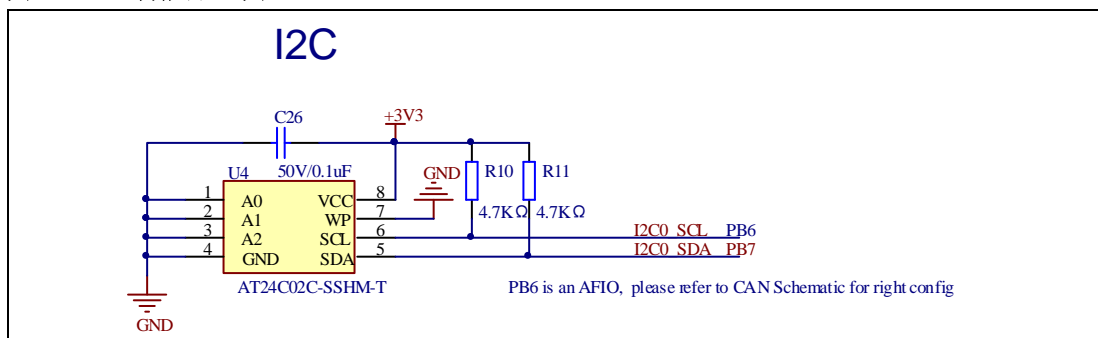 I2C
C26
+3V3
U4
50V/0.1uF
GND
R10
R11
1
A0
VCC
8
2
A1
WP
7
4.7KΩ
4.7KΩ
3
A2
SCL
6
I2C0_SCL
PB6
4
GND
SDA
5
I2C0_SDA
PB7
AT24C02C-SSHM-T
PB6 is an AFIO, please refer to CAN Schematic for right config
GND